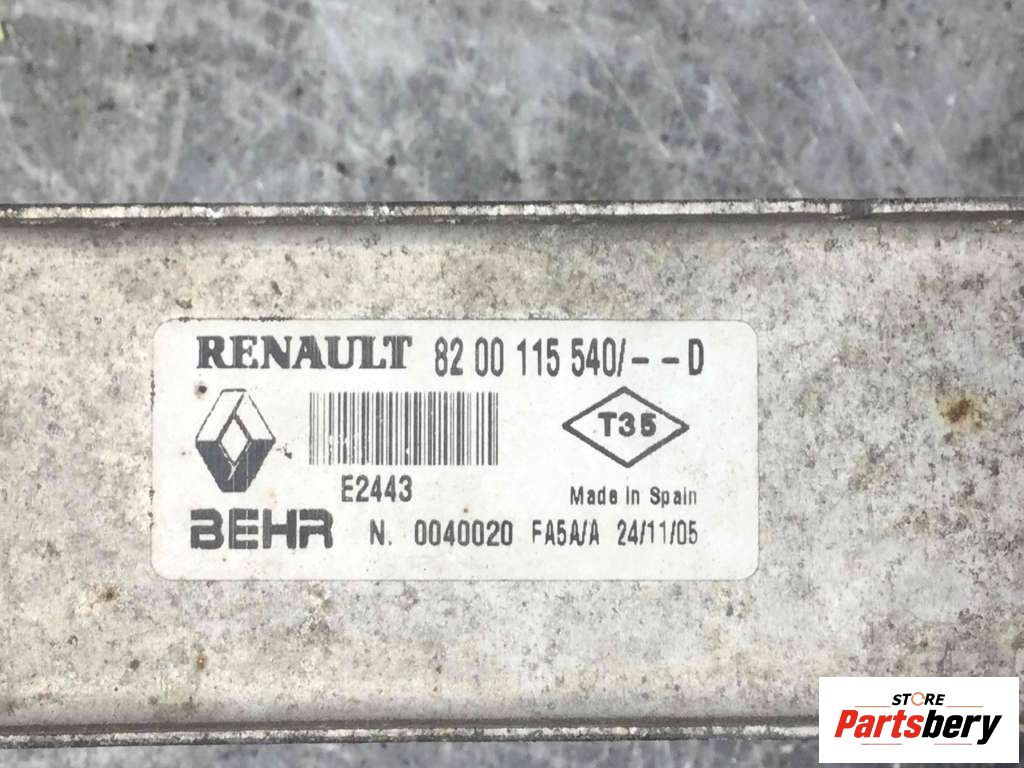 RENAULT 82 00 115 540/--D
T35
E2443
Made in Spain
BEHR N. 0040020 FA5A/A 24/11/05
STORE
Partsbery